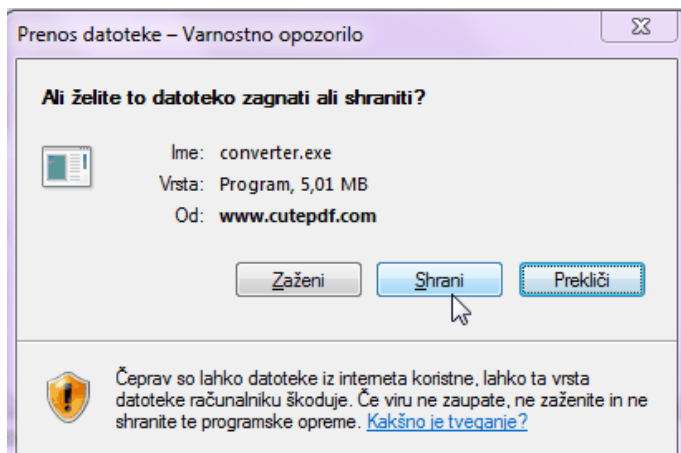 Prenos datoteke – Varnostno opozorilo
Ali želite to datoteko zagnati ali shraniti?
Ime: converter.exe
Vrsta: Program, 5,01 MB
Od: www.cutepdf.com
Zaženi Shrani Prekliči
Čeprav so lahko datoteke iz interneta koristne, lahko ta vrsta
datoteke računalniku škoduje. Če viru ne zaupate, ne zaženite in ne
shranite te programske opreme. Kakšno je tveganje?